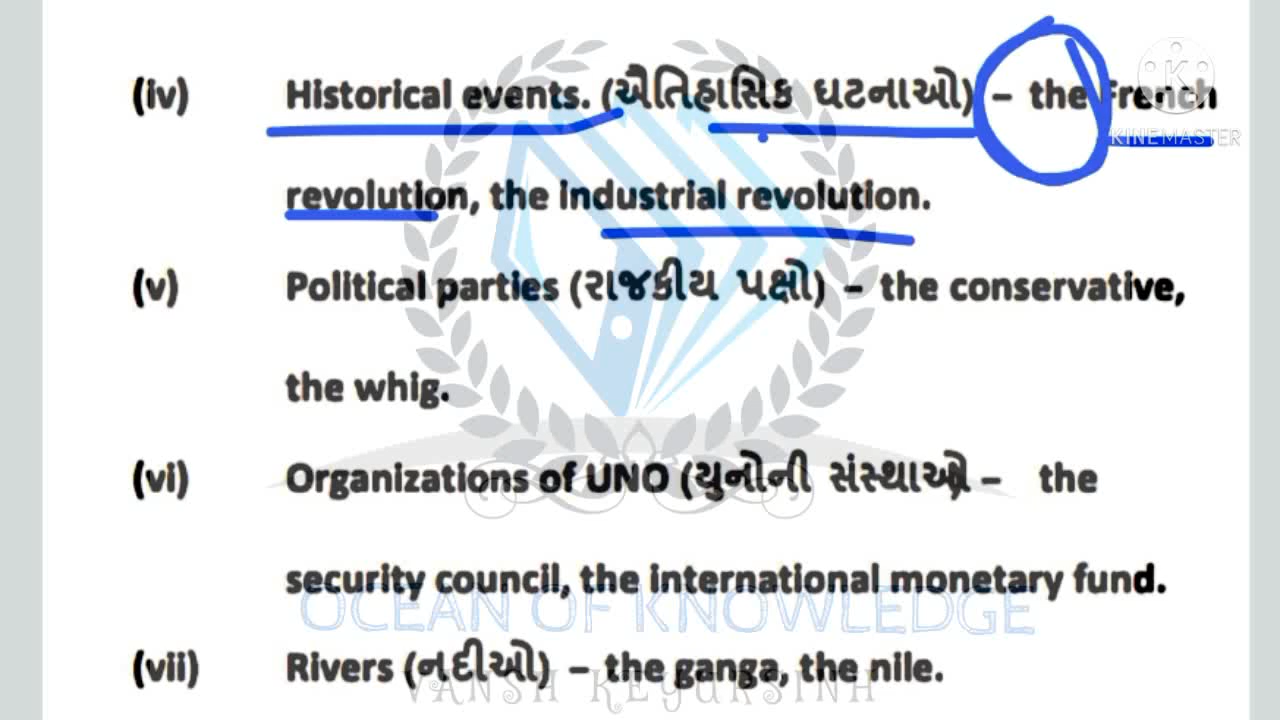 (iv) Historical events. (ઐતિહાસિક ઘટનાઓ) – the French
KINEMASTER
revolution, the industrial revolution.
(v) Political parties (રાજકીય પક્ષો) – the conservative,
the whig.
(vi) Organizations of UNO (યુનોની સંસ્થાઓ) – the
security council, the international monetary fund.
OCEAN OF KNOWLEDGE
(vii) Rivers (નદીઓ) – the ganga, the nile.
VANSH KEYURSINH